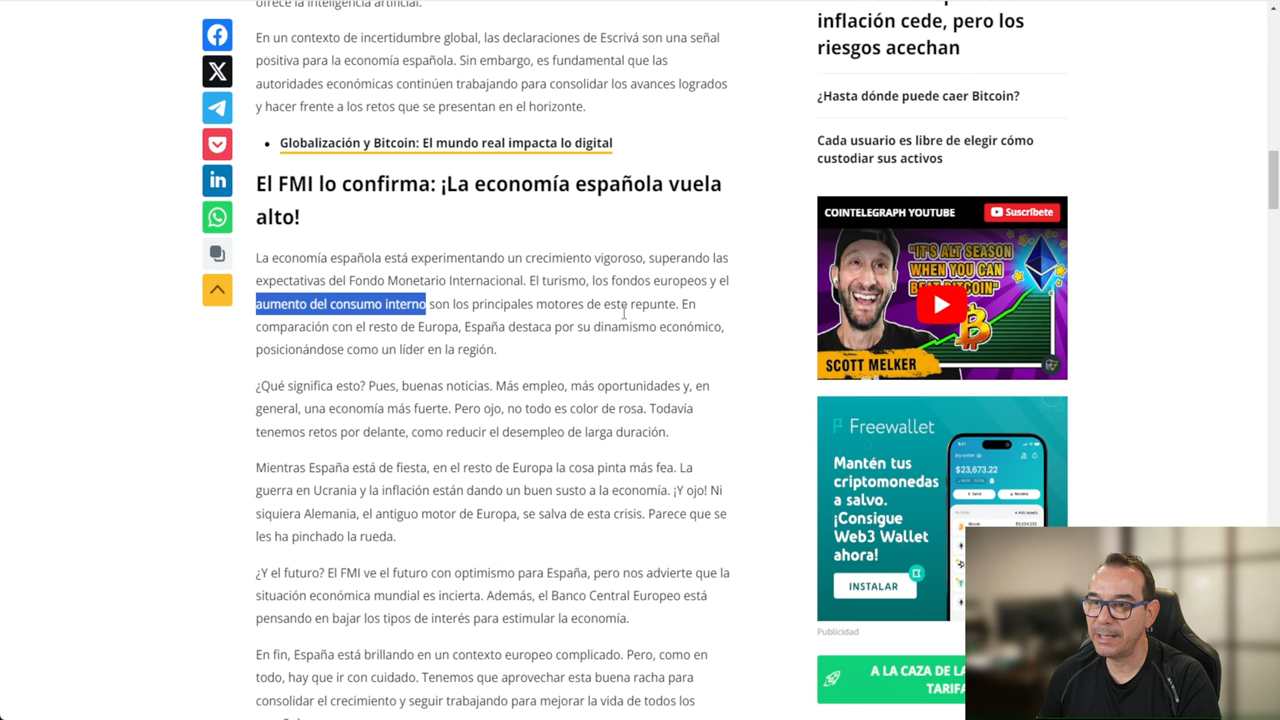 ofrece la inteligencia artificial.
En un contexto de incertidumbre global, las declaraciones de Escrivá son una señal
positiva para la economía española. Sin embargo, es fundamental que las
autoridades económicas continúen trabajando para consolidar los avances logrados
y hacer frente a los retos que se presentan en el horizonte.
Globalización y Bitcoin: El mundo real impacta lo digital
El FMI lo confirma: ¡La economía española vuela
alto!
La economía española está experimentando un crecimiento vigoroso, superando las
expectativas del Fondo Monetario Internacional. El turismo, los fondos europeos y el
aumento del consumo interno son los principales motores de este repunte. En
comparación con el resto de Europa, España destaca por su dinamismo económico,
posicionándose como un líder en la región.
¿Qué significa esto? Pues, buenas noticias. Más empleo, más oportunidades y, en
general, una economía más fuerte. Pero ojo, no todo es color de rosa. Todavía
tenemos retos por delante, como reducir el desempleo de larga duración.
Mientras España está de fiesta, en el resto de Europa la cosa pinta más fea. La
guerra en Ucrania y la inflación están dando un buen susto a la economía. ¡Y ojo! Ni
siquiera Alemania, el antiguo motor de Europa, se salva de esta crisis. Parece que se
les ha pinchado la rueda.
¿Y el futuro? El FMI ve el futuro con optimismo para España, pero nos advierte que la
situación económica mundial es incierta. Además, el Banco Central Europeo está
pensando en bajar los tipos de interés para estimular la economía.
En fin, España está brillando en un contexto europeo complicado. Pero, como en
todo, hay que ir con cuidado. Tenemos que aprovechar esta buena racha para
consolidar el crecimiento y seguir trabajando para mejorar la vida de todos los
inflación cede, pero los
riesgos acechan
¿Hasta dónde puede caer Bitcoin?
Cada usuario es libre de elegir cómo
custodiar sus activos
COINTELEGRAPH YOUTUBE
Suscríbete
"IT'S ALT SEASON
WHEN YOU CAN
BEAT BITCOIN"
SCOTT MELKER
Freewallet
Mantén tus
criptomonedas
a salvo.
¡Consigue
Web3 Wallet
ahora!
INSTALAR
$23,673.22
Publicidad
A LA CAZA DE LA
TARIFA